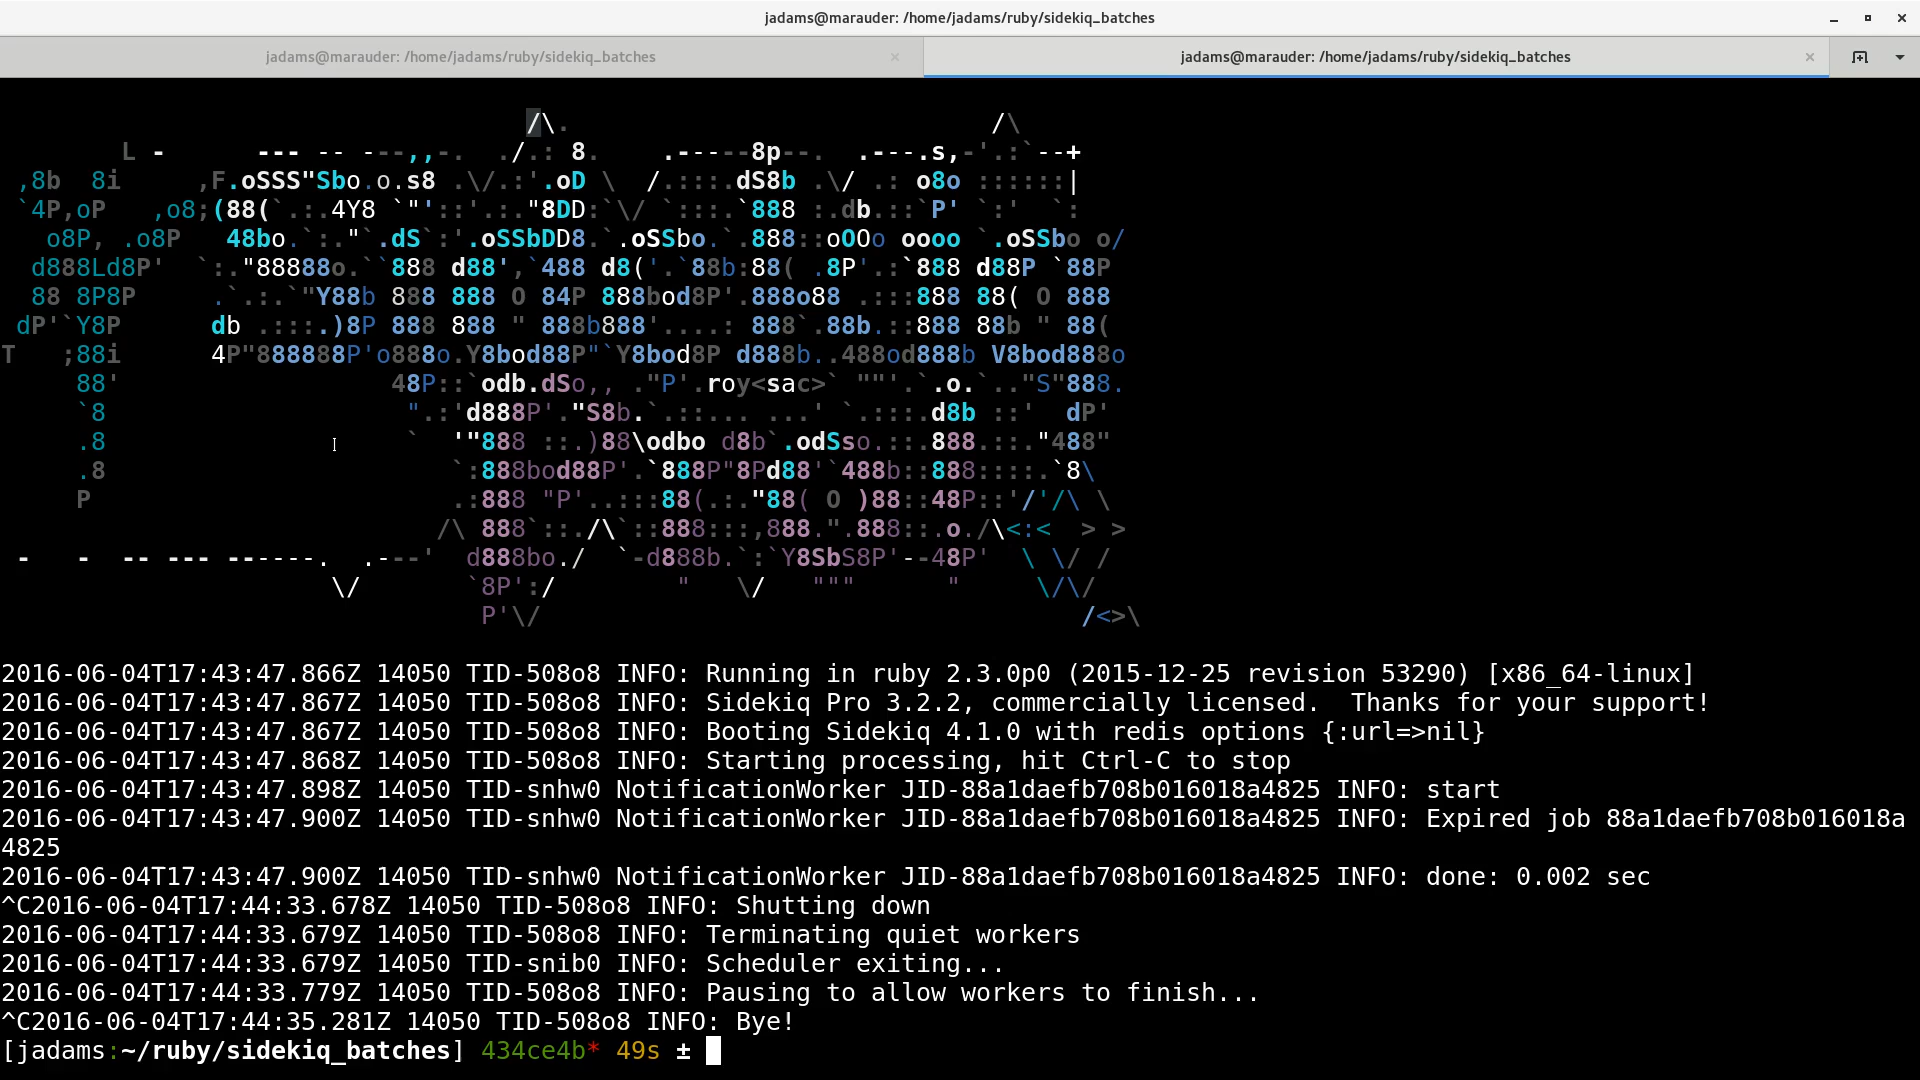 jadams@marauder: /home/jadams/ruby/sidekiq_batches
jadams@marauder: /home/jadams/ruby/sidekiq_batches
jadams@marauder: /home/jadams/ruby/sidekiq_batches
roy<sac>
2016-06-04T17:43:47.866Z 14050 TID-508o8 INFO: Running in ruby 2.3.0p0 (2015-12-25 revision 53290) [x86_64-linux]
2016-06-04T17:43:47.867Z 14050 TID-508o8 INFO: Sidekiq Pro 3.2.2, commercially licensed.  Thanks for your support!
2016-06-04T17:43:47.867Z 14050 TID-508o8 INFO: Booting Sidekiq 4.1.0 with redis options {:url=>nil}
2016-06-04T17:43:47.868Z 14050 TID-508o8 INFO: Starting processing, hit Ctrl-C to stop
2016-06-04T17:43:47.898Z 14050 TID-snhw0 NotificationWorker JID-88a1daefb708b016018a4825 INFO: start
2016-06-04T17:43:47.900Z 14050 TID-snhw0 NotificationWorker JID-88a1daefb708b016018a4825 INFO: Expired job 88a1daefb708b016018a
4825
2016-06-04T17:43:47.900Z 14050 TID-snhw0 NotificationWorker JID-88a1daefb708b016018a4825 INFO: done: 0.002 sec
^C2016-06-04T17:44:33.678Z 14050 TID-508o8 INFO: Shutting down
2016-06-04T17:44:33.679Z 14050 TID-508o8 INFO: Terminating quiet workers
2016-06-04T17:44:33.679Z 14050 TID-snib0 INFO: Scheduler exiting...
2016-06-04T17:44:33.779Z 14050 TID-508o8 INFO: Pausing to allow workers to finish...
^C2016-06-04T17:44:35.281Z 14050 TID-508o8 INFO: Bye!
[jadams:~/ruby/sidekiq_batches] 434ce4b* 49s ±